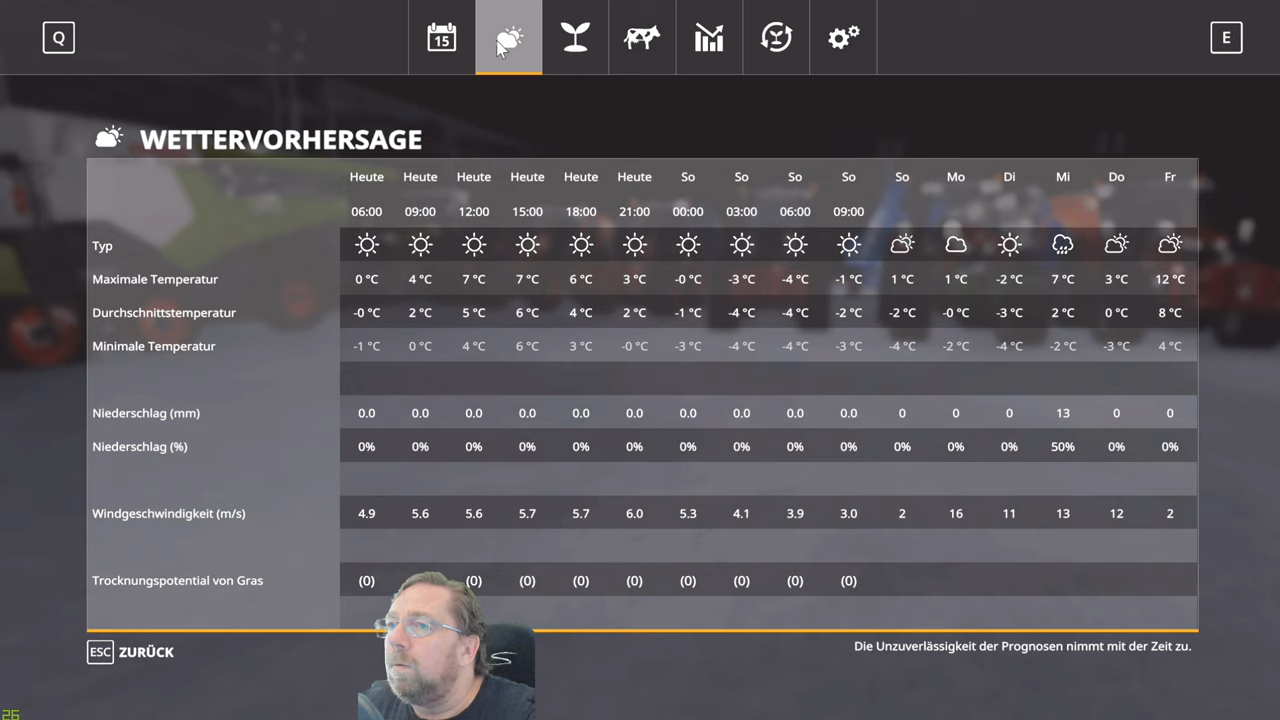 Q
15
E
WETTERVORHERSAGE
Heute Heute Heute Heute Heute Heute So So So So So Mo Di Mi Do Fr
06:00 09:00 12:00 15:00 18:00 21:00 00:00 03:00 06:00 09:00
Typ
Maximale Temperatur 0 °C 4 °C 7 °C 7 °C 6 °C 3 °C -0 °C -3 °C -4 °C -1 °C 1 °C 1 °C -2 °C 7 °C 3 °C 12 °C
Durchschnittstemperatur -0 °C 2 °C 5 °C 6 °C 4 °C 2 °C -1 °C -4 °C -4 °C -2 °C -2 °C -0 °C -3 °C 2 °C 0 °C 8 °C
Minimale Temperatur -1 °C 0 °C 4 °C 6 °C 3 °C -0 °C -3 °C -4 °C -4 °C -3 °C -4 °C -2 °C -4 °C -2 °C -3 °C 4 °C
Niederschlag (mm) 0.0 0.0 0.0 0.0 0.0 0.0 0.0 0.0 0.0 0.0 0 0 0 13 0 0
Niederschlag (%) 0% 0% 0% 0% 0% 0% 0% 0% 0% 0% 0% 0% 0% 50% 0% 0%
Windgeschwindigkeit (m/s) 4.9 5.6 5.6 5.7 5.7 6.0 5.3 4.1 3.9 3.0 2 16 11 13 12 2
Trocknungspotential von Gras (0) (0) (0) (0) (0) (0) (0) (0) (0)
ESC ZURÜCK
Die Unzuverlässigkeit der Prognosen nimmt mit der Zeit zu.
26